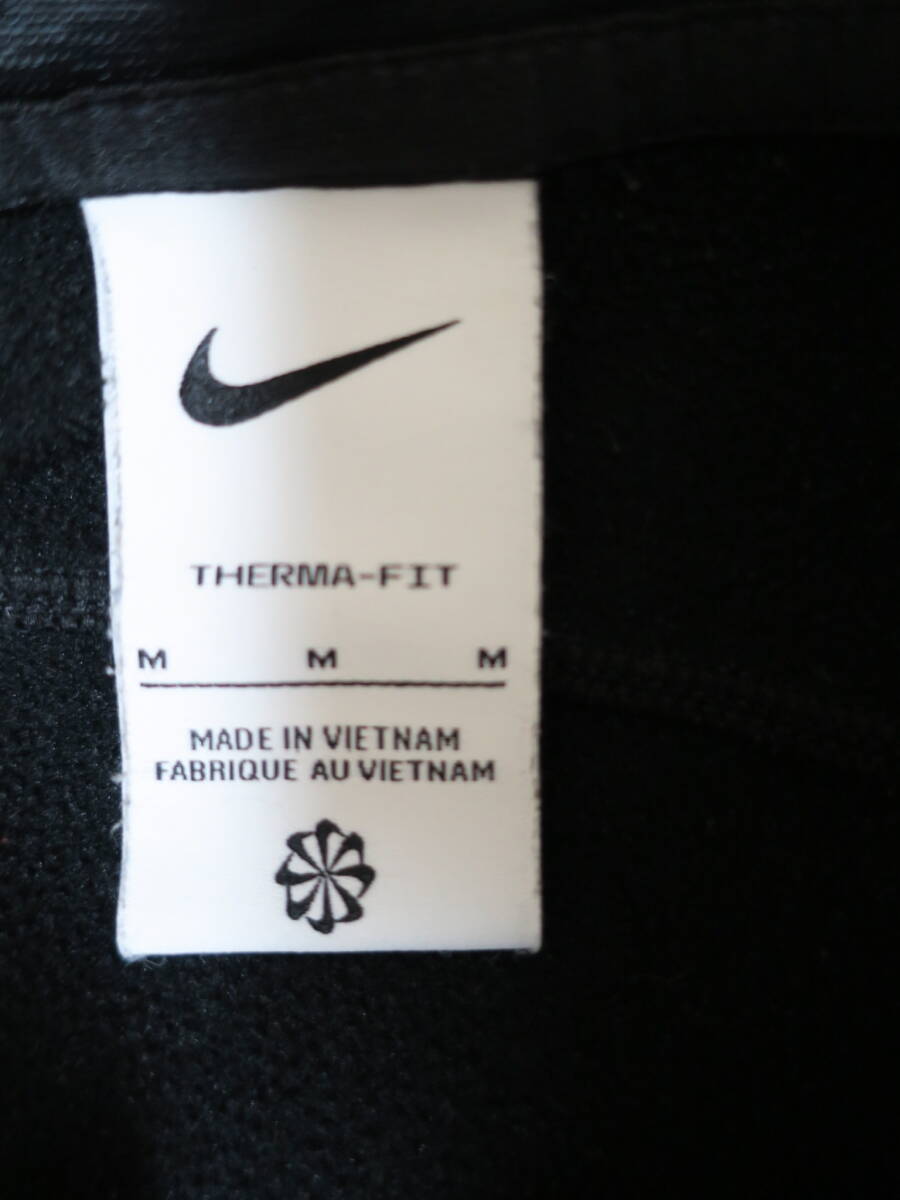 THERMA-FIT
M M M
MADE IN VIETNAM
FABRIQUE AU VIETNAM